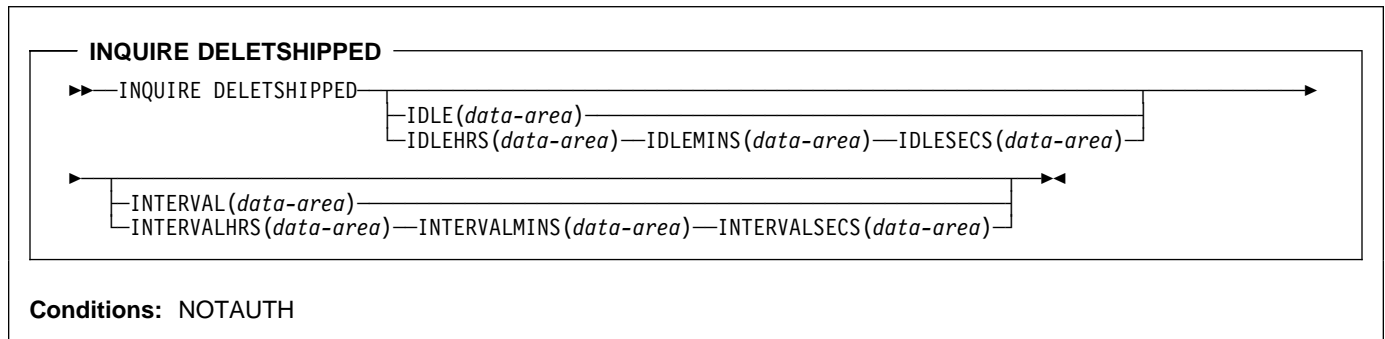 INQUIRE DELETSHIPPED
INQUIRE DELETSHIPPED
IDLE(data-area)
IDLEHRS(data-area) IDLEMINS(data-area) IDLESECS(data-area)
INTERVAL(data-area)
INTERVALHRS(data-area) INTERVALMINS(data-area) INTERVALSECS(data-area)
Conditions: NOTAUTH